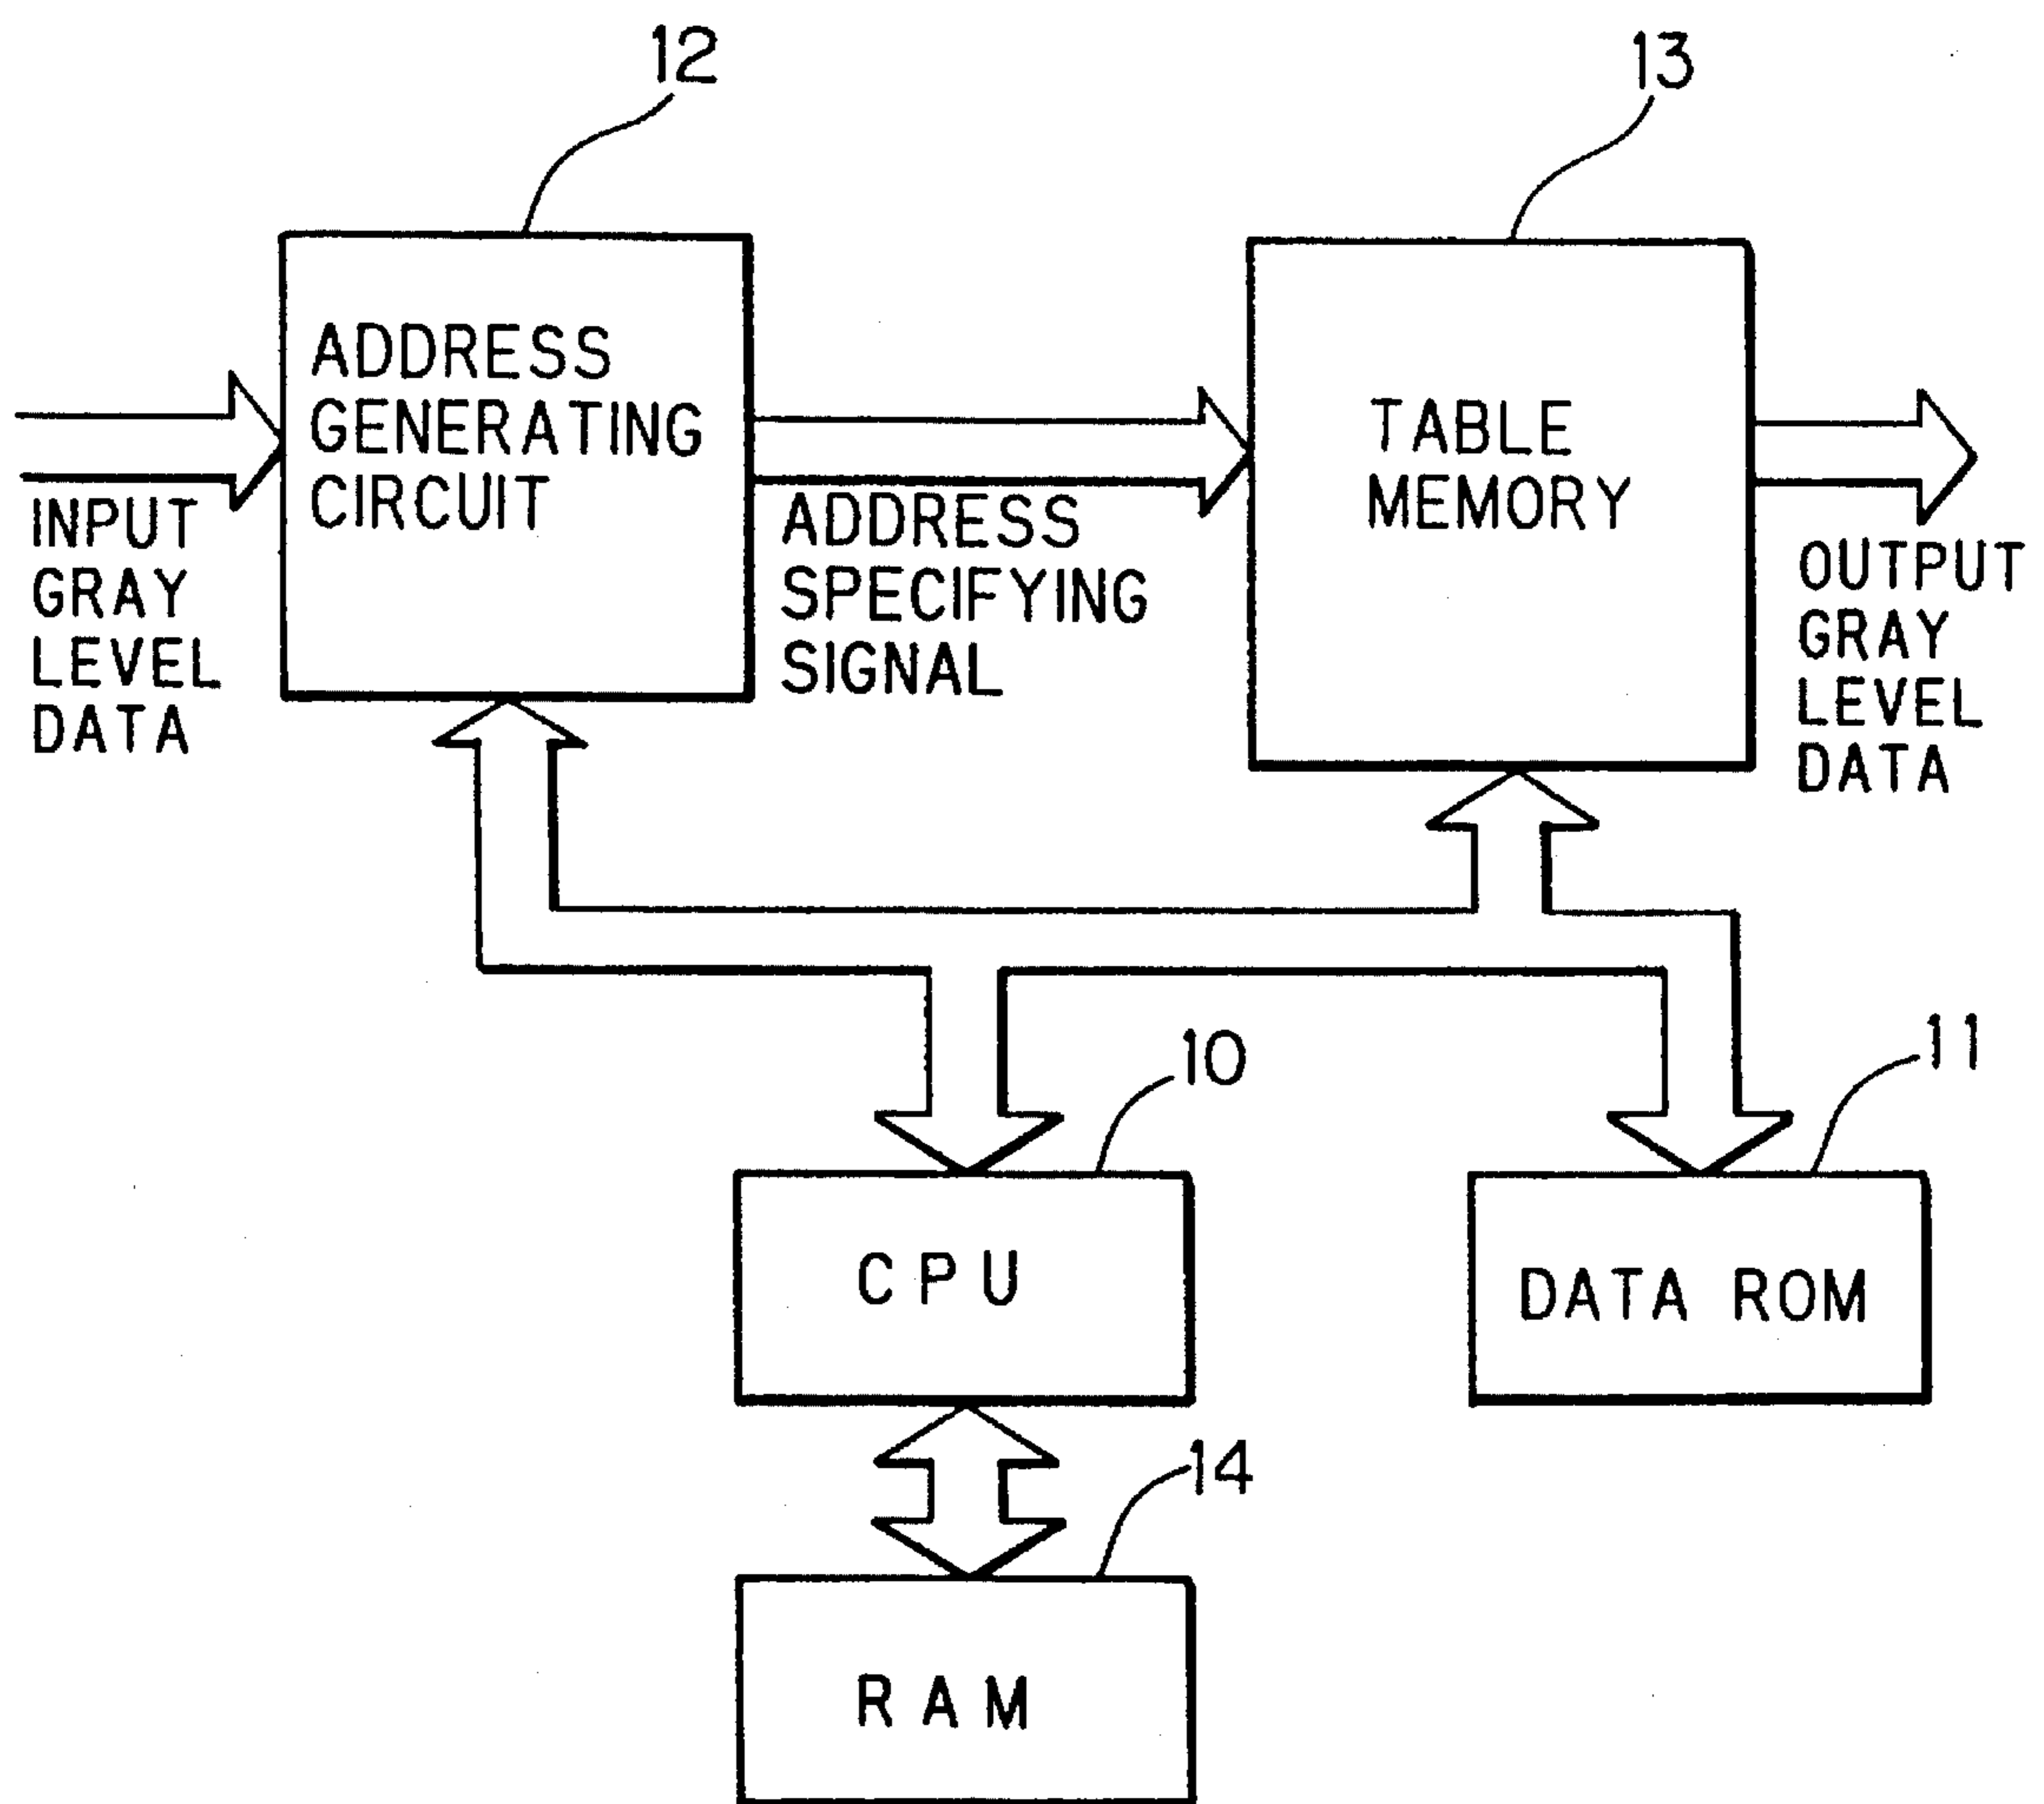 12
13
ADDRESS
GENERATING
CIRCUIT
TABLE
MEMORY
INPUT
GRAY
LEVEL
DATA
ADDRESS
SPECIFYING
SIGNAL
OUTPUT
GRAY
LEVEL
DATA
10
11
CPU
DATA ROM
14
RAM